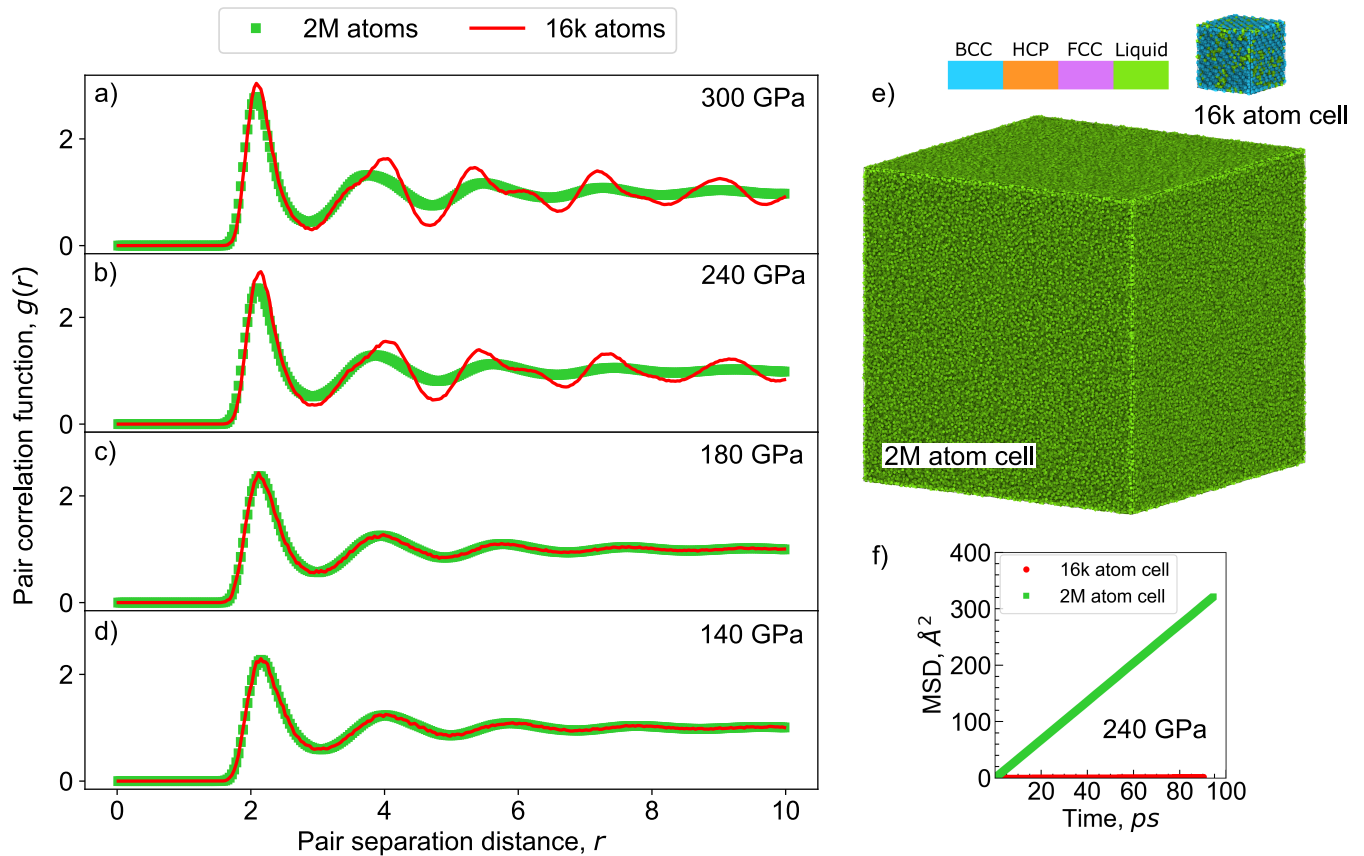 2M atoms 16k atoms
a) 300 GPa
2
0
b) 240 GPa
2
0
c) 180 GPa
2
0
d) 140 GPa
2
0
0 2 4 6 8 10
Pair separation distance, r
Pair correlation function, g(r)
BCC HCP FCC Liquid
e)
16k atom cell
2M atom cell
f)
400
300
200
100
0
MSD, Å²
16k atom cell
2M atom cell
240 GPa
20 40 60 80 100
Time, ps